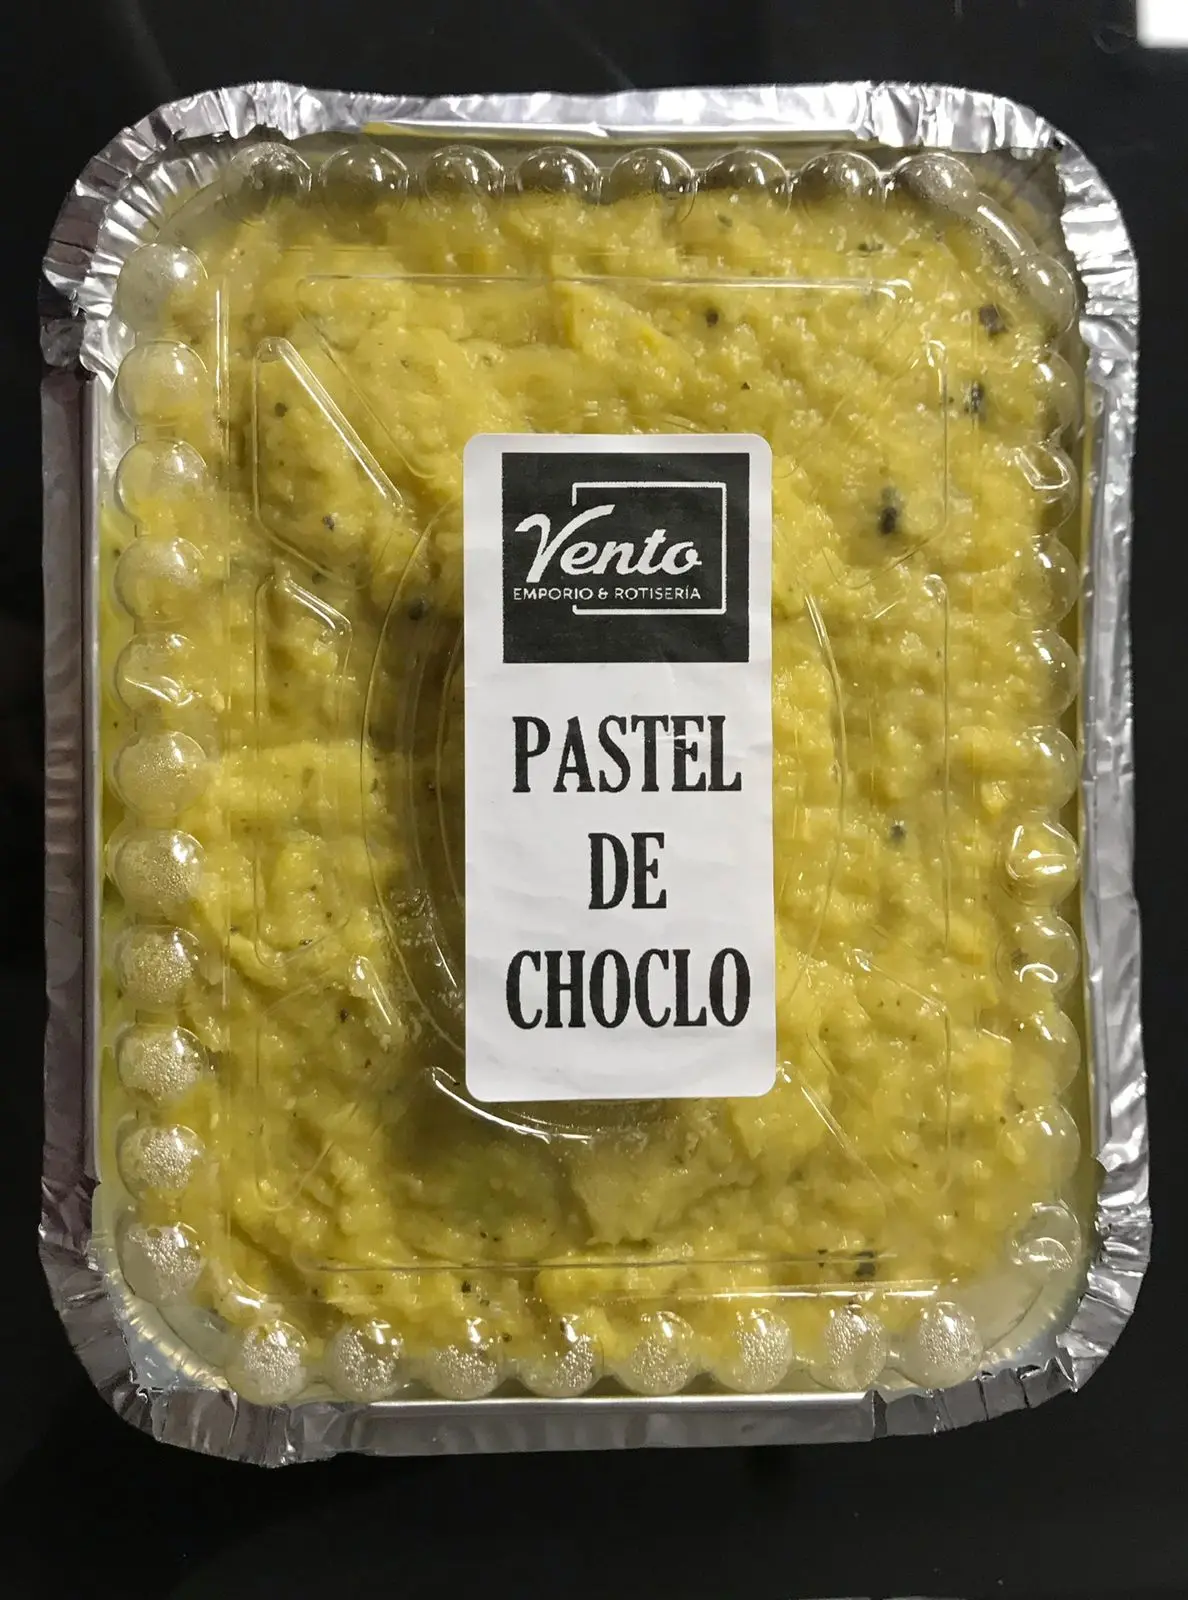 Vento
EMPORIO & ROTISERÍA
PASTEL
DE
CHOCLO